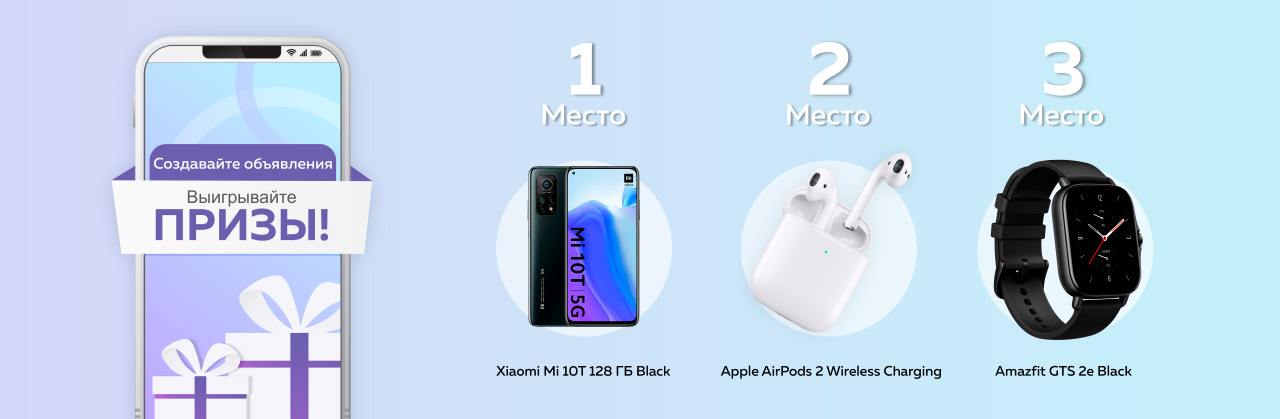 Создавайте объявления
Выигрывайте
ПРИЗЫ!
1
Место
2
Место
3
Место
Mi 10T 5G
Xiaomi Mi 10T 128 ГБ Black
Apple AirPods 2 Wireless Charging
Amazfit GTS 2e Black